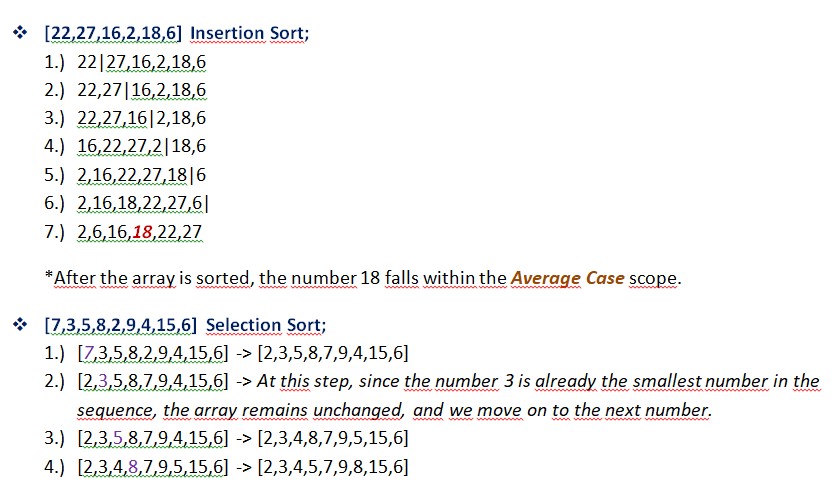 ❖ [22,27,16,2,18,6] Insertion Sort;
1.) 22|27,16,2,18,6
2.) 22,27|16,2,18,6
3.) 22,27,16|2,18,6
4.) 16,22,27,2|18,6
5.) 2,16,22,27,18|6
6.) 2,16,18,22,27,6|
7.) 2,6,16,18,22,27
*After the array is sorted, the number 18 falls within the Average Case scope.
❖ [7,3,5,8,2,9,4,15,6] Selection Sort;
1.) [7,3,5,8,2,9,4,15,6] -> [2,3,5,8,7,9,4,15,6]
2.) [2,3,5,8,7,9,4,15,6] -> At this step, since the number 3 is already the smallest number in the
sequence, the array remains unchanged, and we move on to the next number.
3.) [2,3,5,8,7,9,4,15,6] -> [2,3,4,8,7,9,5,15,6]
4.) [2,3,4,8,7,9,5,15,6] -> [2,3,4,5,7,9,8,15,6]